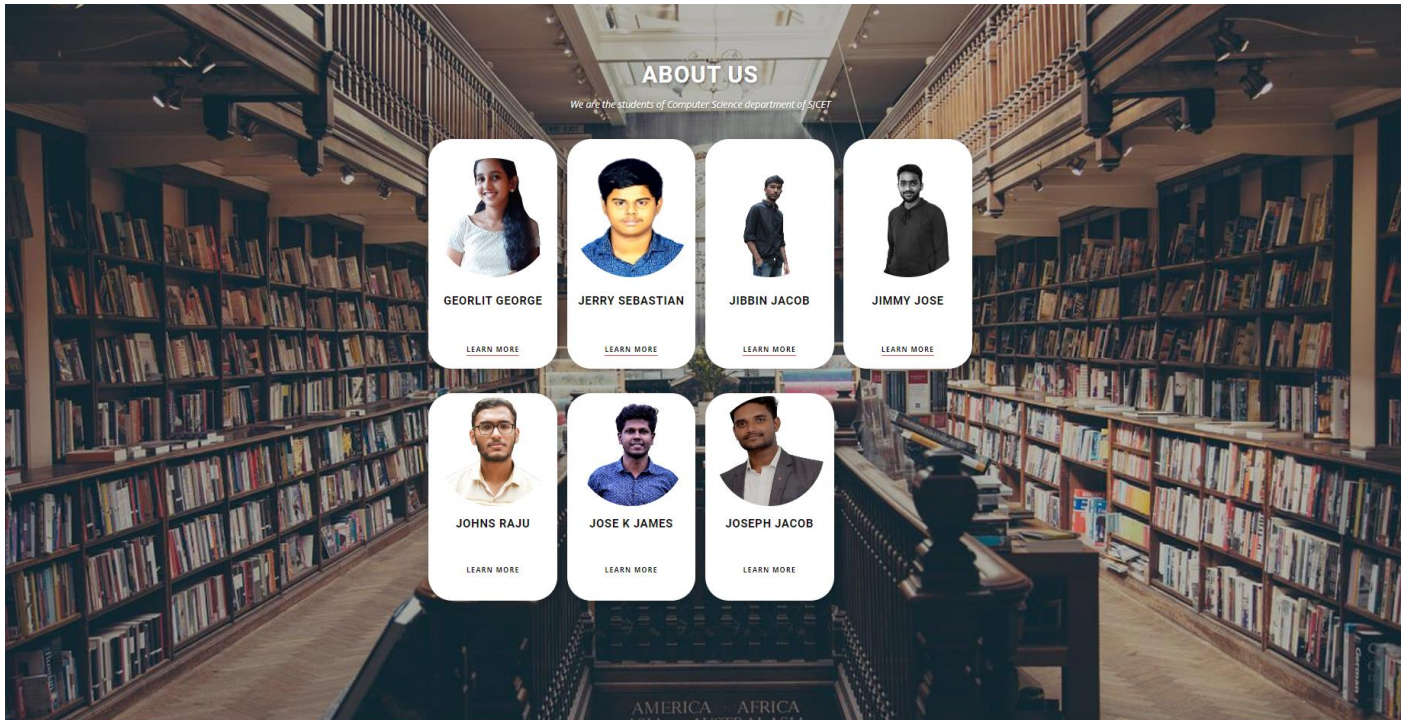 ABOUT US
We are the students of Computer Science department of SJCET
GEORLIT GEORGE
JERRY SEBASTIAN
JIBBIN JACOB
JIMMY JOSE
LEARN MORE
LEARN MORE
LEARN MORE
LEARN MORE
JOHNS RAJU
JOSE K JAMES
JOSEPH JACOB
LEARN MORE
LEARN MORE
LEARN MORE
AMERICA AFRICA